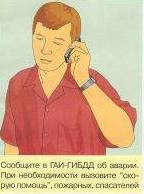 Сообщите в ГАИ-ГИБДД об аварии.
При необходимости вызовите "ско-
рую помощь", пожарных, спасателей